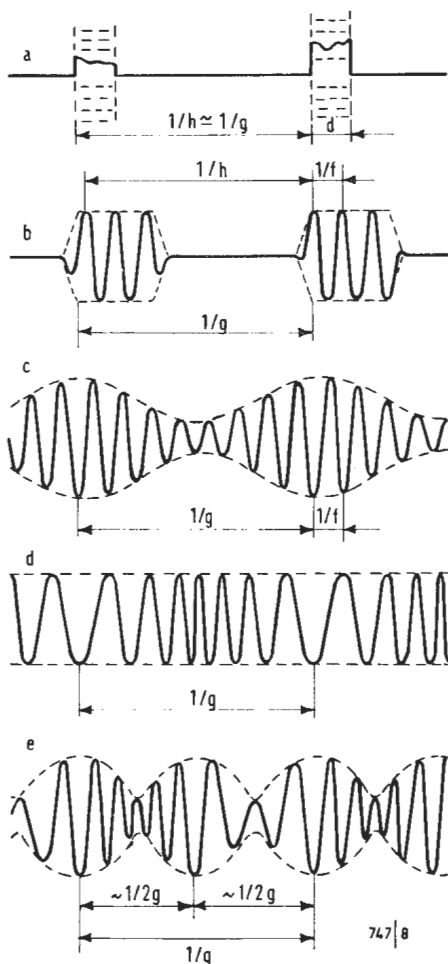 a
1/h ≃ 1/g
d
1/h
1/f
b
1/g
c
1/g
1/f
d
1/g
e
~1/2g
~1/2g
1/g
747|8